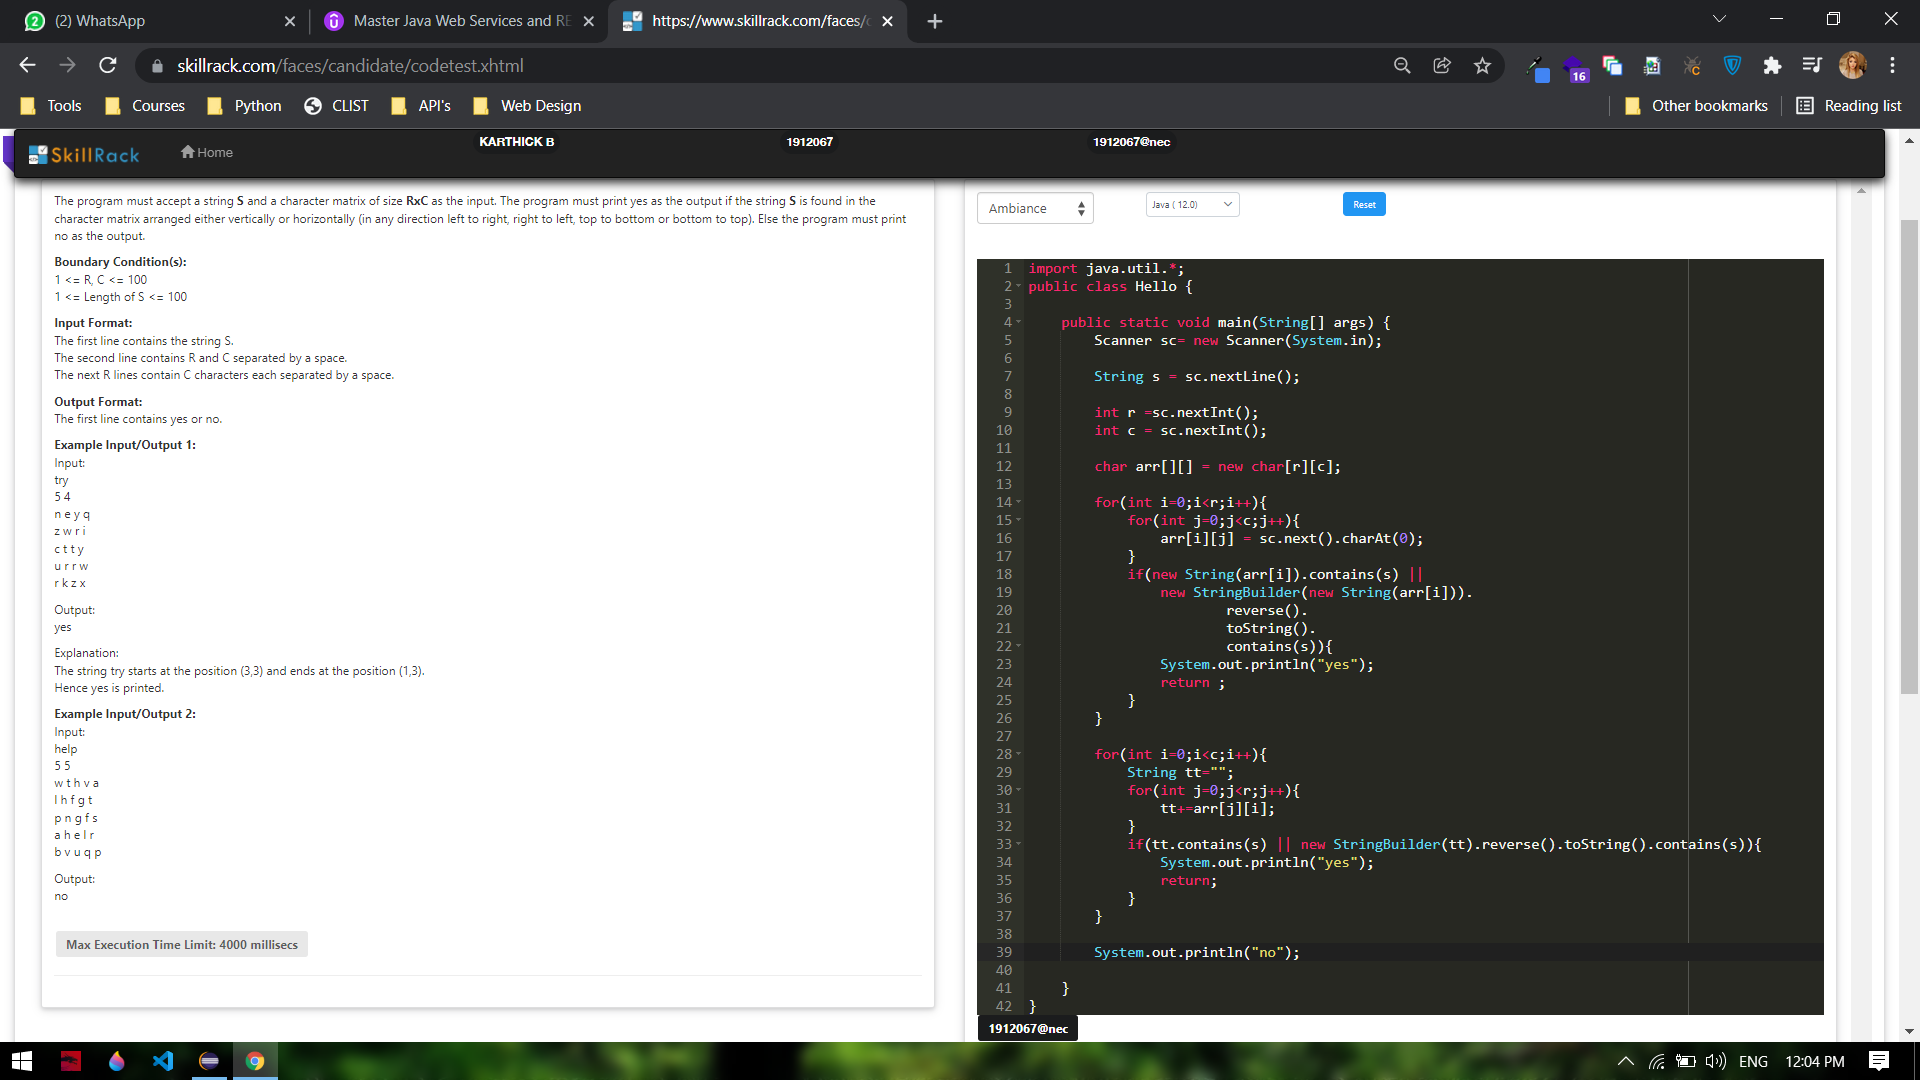 (2) WhatsApp
Master Java Web Services and RE
https://www.skillrack.com/faces/c
skillrack.com/faces/candidate/codetest.xhtml
16
Tools
Courses
Python
CLIST
API's
Web Design
Other bookmarks
Reading list
SkillRack
Home
KARTHICK B
1912067
1912067@nec
The program must accept a string S and a character matrix of size RxC as the input. The program must print yes as the output if the string S is found in the
character matrix arranged either vertically or horizontally (in any direction left to right, right to left, top to bottom or bottom to top). Else the program must print
no as the output.
Boundary Condition(s):
1 <= R, C <= 100
1 <= Length of S <= 100
Input Format:
The first line contains the string S.
The second line contains R and C separated by a space.
The next R lines contain C characters each separated by a space.
Output Format:
The first line contains yes or no.
Example Input/Output 1:
Input:
try
5 4
n e y q
z w r i
c t t y
u r r w
r k z x
Output:
yes
Explanation:
The string try starts at the position (3,3) and ends at the position (1,3).
Hence yes is printed.
Example Input/Output 2:
Input:
help
5 5
w t h v a
l h f g t
p n g f s
a h e l r
b v u q p
Output:
no
Max Execution Time Limit: 4000 millisecs
Ambiance
Java ( 12.0)
Reset
1 import java.util.*;
2 public class Hello {
3
4 public static void main(String[] args) {
5 Scanner sc= new Scanner(System.in);
6
7 String s = sc.nextLine();
8
9 int r =sc.nextInt();
10 int c = sc.nextInt();
11
12 char arr[][] = new char[r][c];
13
14 for(int i=0;i<r;i++){
15 for(int j=0;j<c;j++){
16 arr[i][j] = sc.next().charAt(0);
17 }
18 if(new String(arr[i]).contains(s) ||
19 new StringBuilder(new String(arr[i])).
20 reverse().
21 toString().
22 contains(s)){
23 System.out.println("yes");
24 return ;
25 }
26 }
27
28 for(int i=0;i<c;i++){
29 String tt="";
30 for(int j=0;j<r;j++){
31 tt+=arr[j][i];
32 }
33 if(tt.contains(s) || new StringBuilder(tt).reverse().toString().contains(s)){
34 System.out.println("yes");
35 return;
36 }
37 }
38
39 System.out.println("no");
40
41 }
42 }
1912067@nec
ENG
12:04 PM